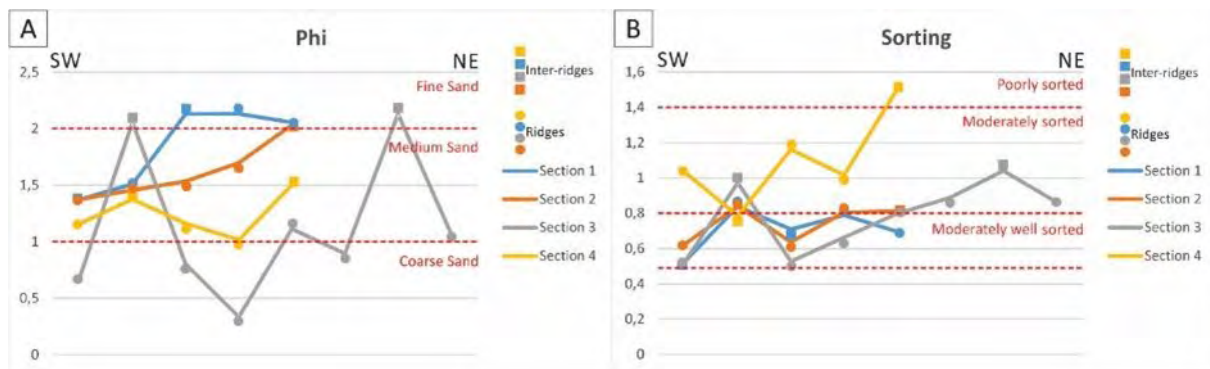 A
Phi
SW
NE
2,5
2
1,5
1
0,5
0
Fine Sand
Medium Sand
Coarse Sand
Inter-ridges
Ridges
Section 1
Section 2
Section 3
Section 4
B
Sorting
SW
NE
1,6
1,4
1,2
1
0,8
0,6
0,4
0,2
0
Poorly sorted
Moderately sorted
Moderately well sorted
Inter-ridges
Ridges
Section 1
Section 2
Section 3
Section 4